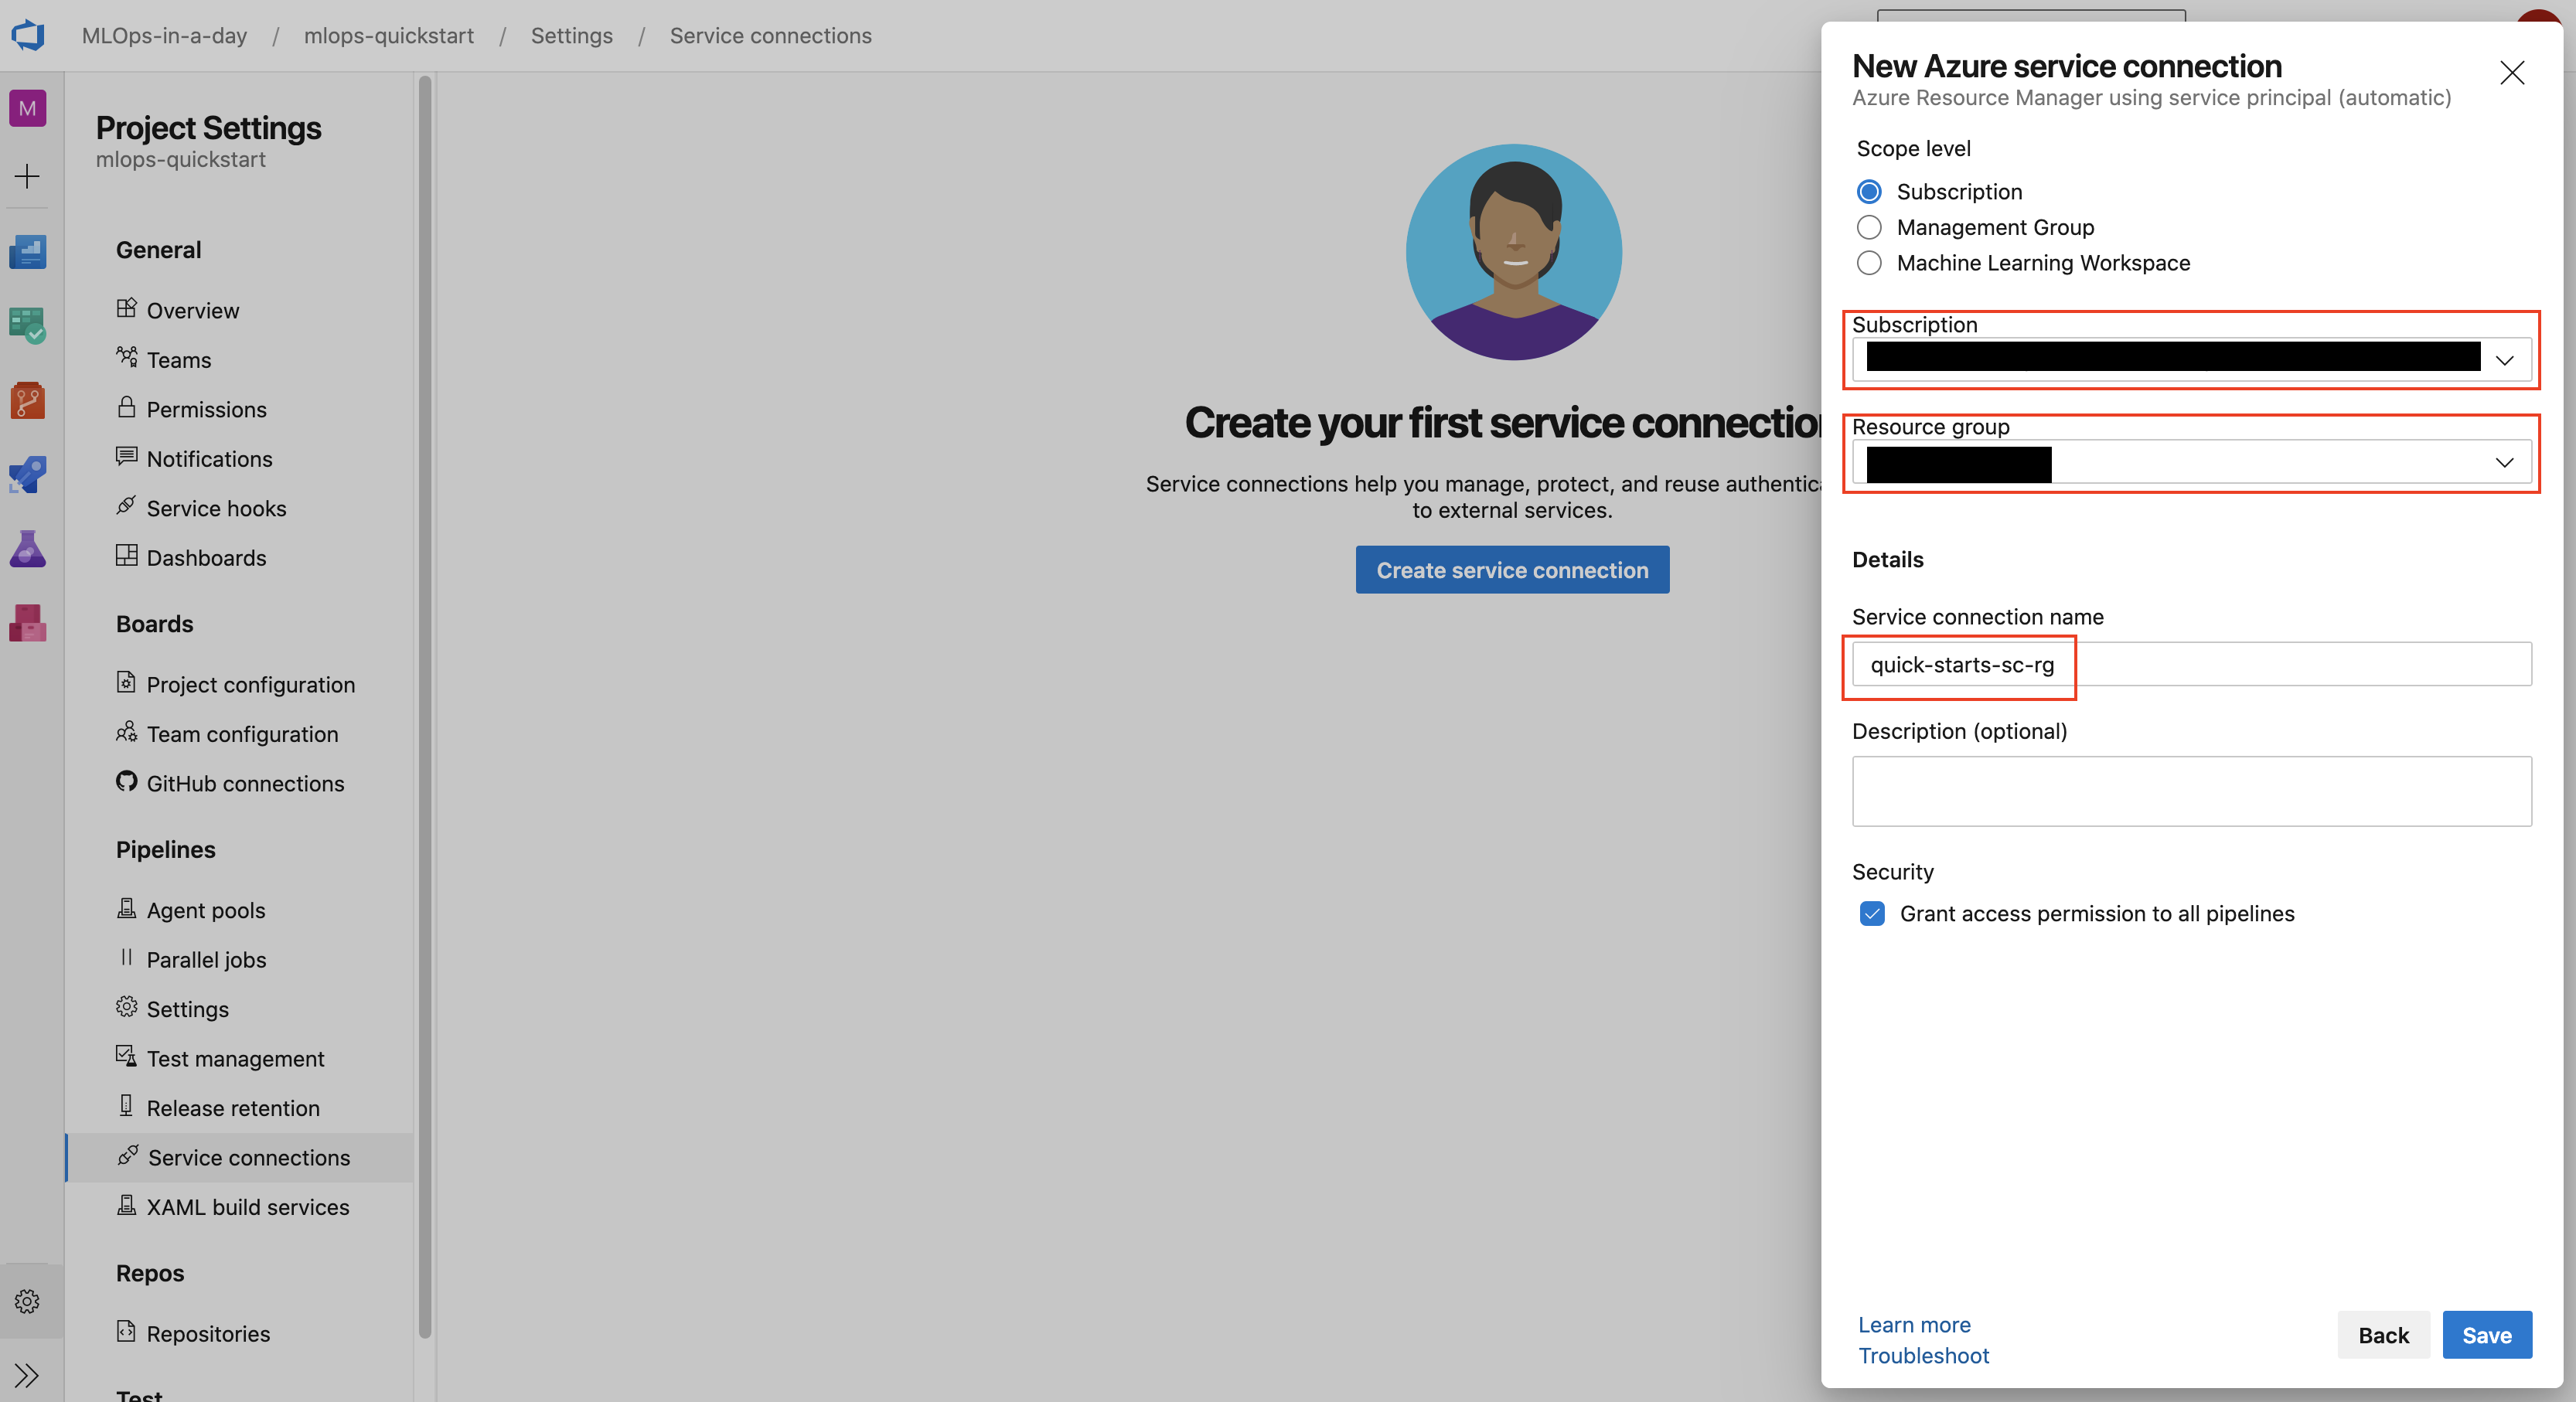 MLOps-in-a-day / mlops-quickstart / Settings / Service connections
M
Project Settings
mlops-quickstart
General
Overview
Teams
Permissions
Notifications
Service hooks
Dashboards
Boards
Project configuration
Team configuration
GitHub connections
Pipelines
Agent pools
Parallel jobs
Settings
Test management
Release retention
Service connections
XAML build services
Repos
Repositories
Test
Create your first service connection
Service connections help you manage, protect, and reuse authentica
to external services.
Create service connection
New Azure service connection
Azure Resource Manager using service principal (automatic)
Scope level
Subscription
Management Group
Machine Learning Workspace
Subscription
Resource group
Details
Service connection name
quick-starts-sc-rg
Description (optional)
Security
Grant access permission to all pipelines
Learn more
Troubleshoot
Back
Save